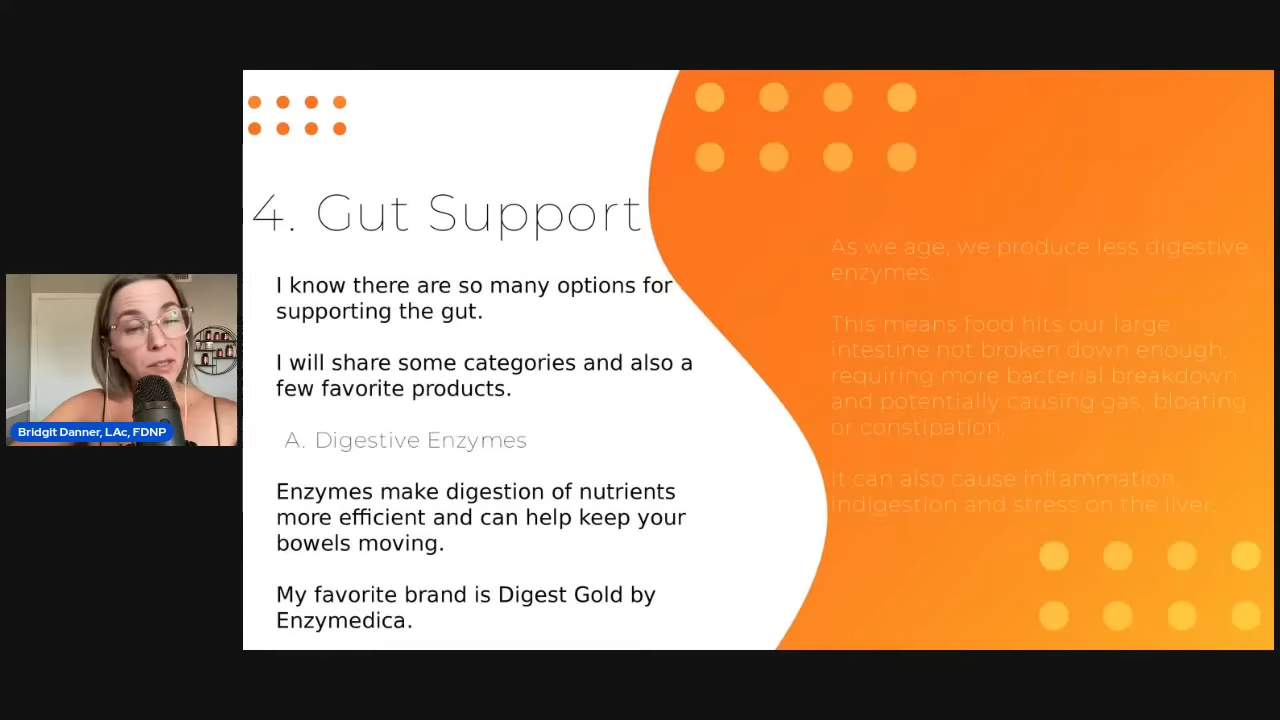 4. Gut Support
I know there are so many options for
supporting the gut.
I will share some categories and also a
few favorite products.
A. Digestive Enzymes
Enzymes make digestion of nutrients
more efficient and can help keep your
bowels moving.
My favorite brand is Digest Gold by
Enzymedica.
As we age, we produce less digestive
enzymes.
This means food hits our large
intestine not broken down enough,
requiring more bacterial breakdown
and potentially causing gas, bloating
or constipation.
It can also cause inflammation,
indigestion and stress on the liver.
Bridgit Danner, LAc, FDNP